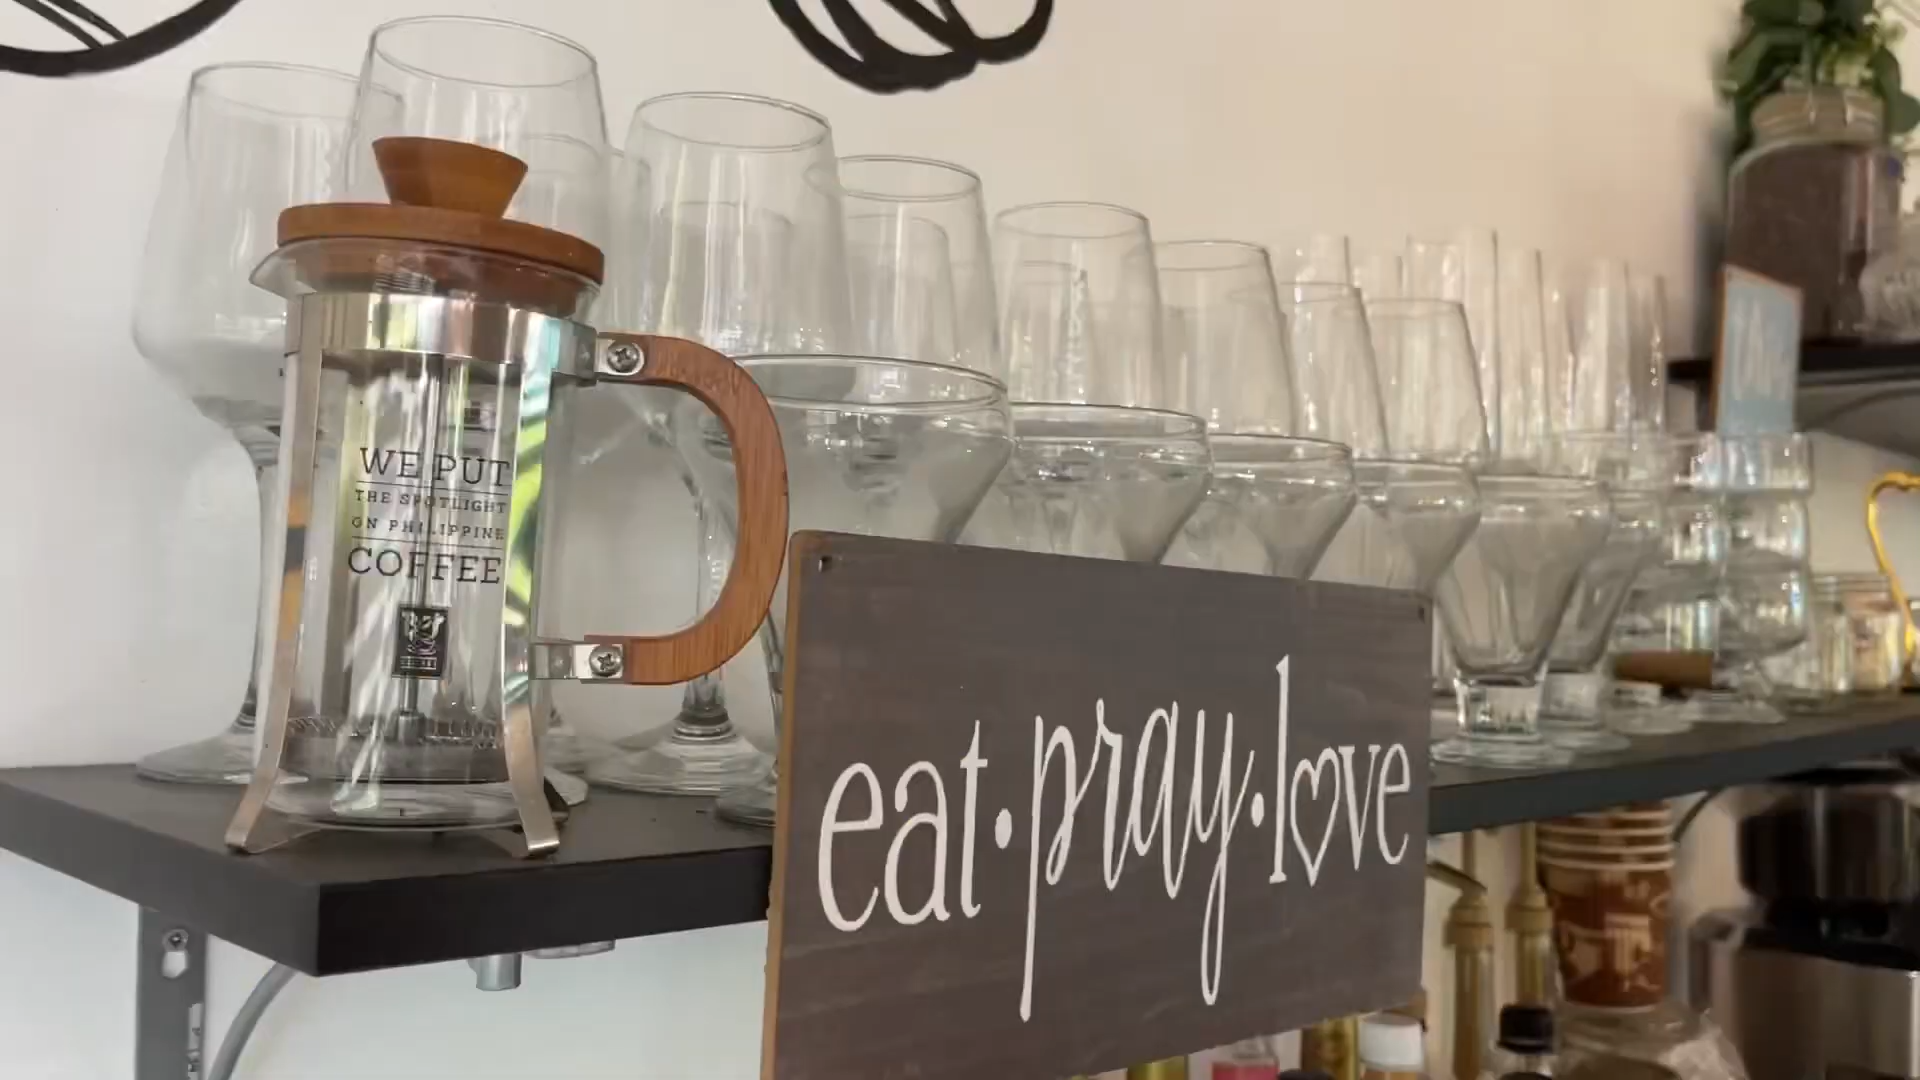 WE PUT
THE SPOTLIGHT
ON PHILIPPINE
COFFEE
eat·pray·love